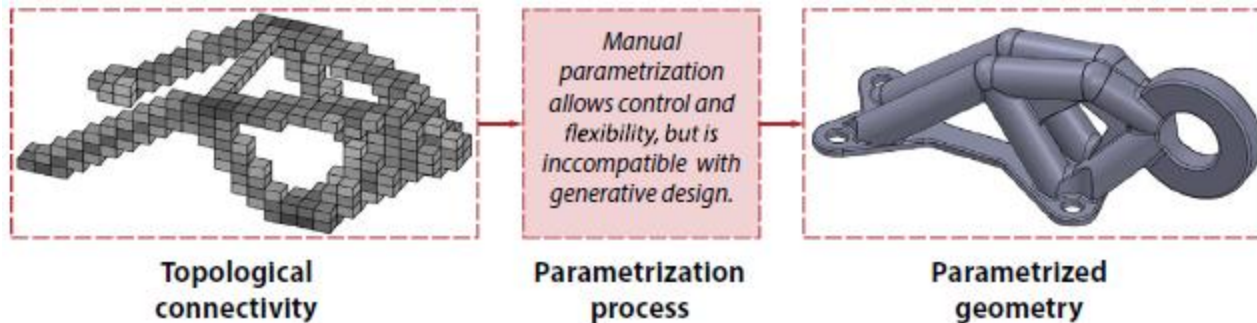 Manual
parametrization
allows control and
flexibility, but is
inccompatible with
generative design.
Topological
connectivity
Parametrization
process
Parametrized
geometry